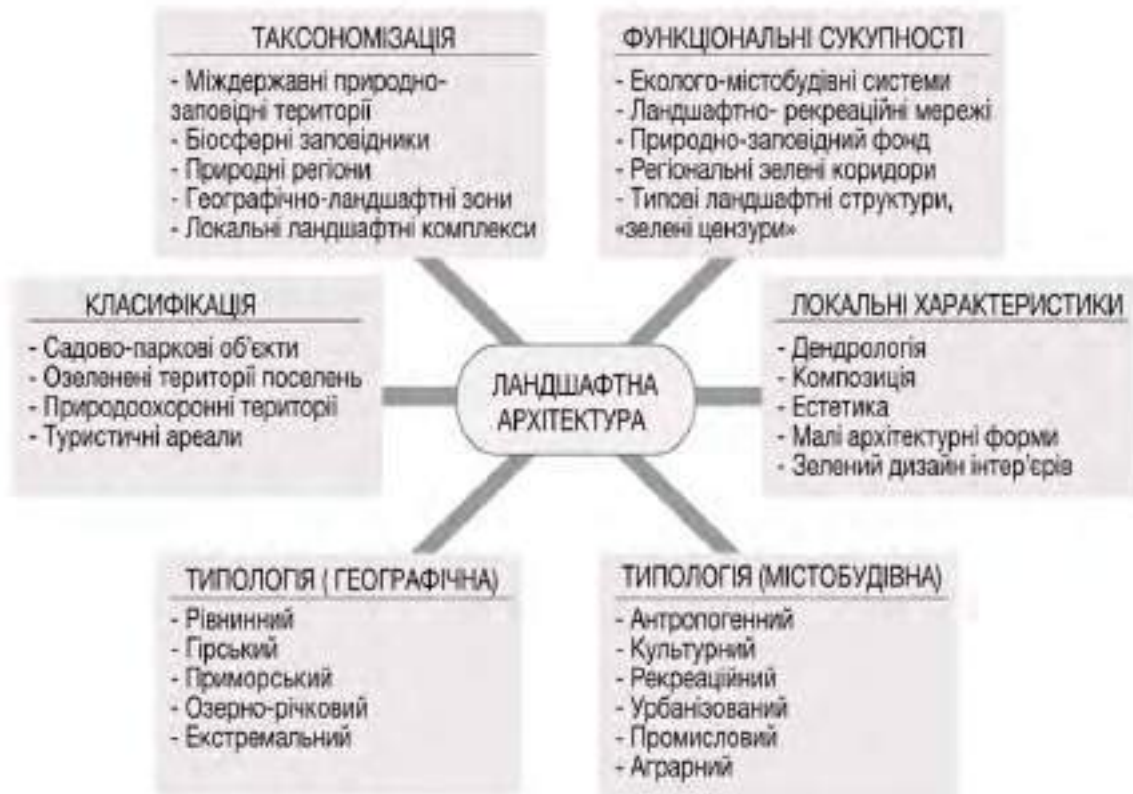 ТАКСОНОМІЗАЦІЯ
- Міждержавні природно-
заповідні території
- Біосферні заповідники
- Природні регіони
- Географічно-ландшафтні зони
- Локальні ландшафтні комплекси
ФУНКЦІОНАЛЬНІ СУКУПНОСТІ
- Еколого-містобудівні системи
- Ландшафтно- рекреаційні мережі
- Природно-заповідний фонд
- Регіональні зелені коридори
- Типові ландшафтні структури,
«зелені цензури»
КЛАСИФІКАЦІЯ
- Садово-паркові об'єкти
- Озеленені території поселень
- Природоохоронні території
- Туристичні ареали
ЛАНДШАФТНА
АРХІТЕКТУРА
ЛОКАЛЬНІ ХАРАКТЕРИСТИКИ
- Дендрологія
- Композиція
- Естетика
- Малі архітектурні форми
- Зелений дизайн інтер'єрів
ТИПОЛОГІЯ ( ГЕОГРАФІЧНА)
- Рівнинний
- Гірський
- Приморський
- Озерно-річковий
- Екстремальний
ТИПОЛОГІЯ (МІСТОБУДІВНА)
- Антропогенний
- Культурний
- Рекреаційний
- Урбанізований
- Промисловий
- Аграрний